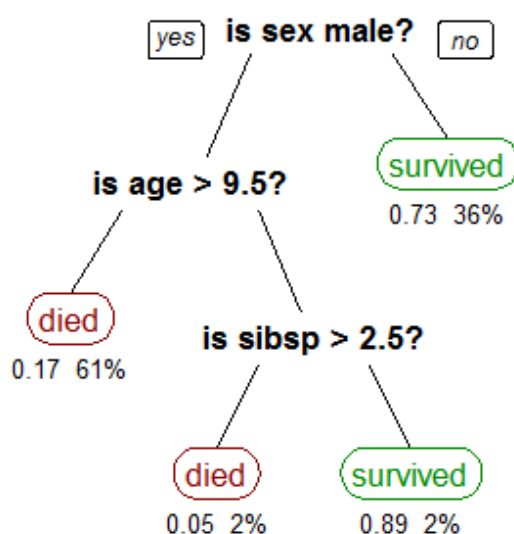 yes is sex male? no
is age > 9.5?
survived
0.73 36%
died
0.17 61%
is sibsp > 2.5?
died
0.05 2%
survived
0.89 2%